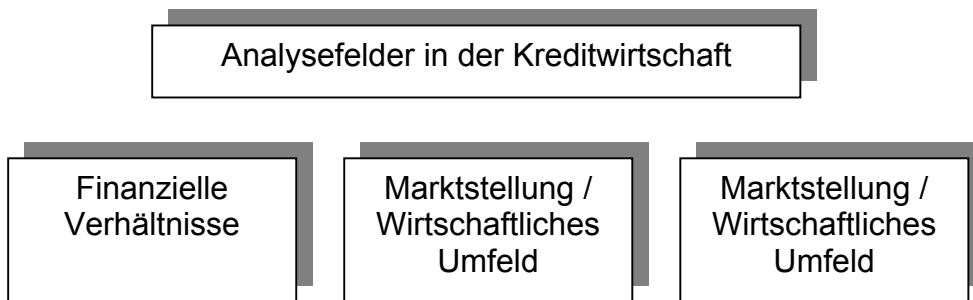 Analysefelder in der Kreditwirtschaft
Finanzielle
Verhältnisse
Marktstellung /
Wirtschaftliches
Umfeld
Marktstellung /
Wirtschaftliches
Umfeld